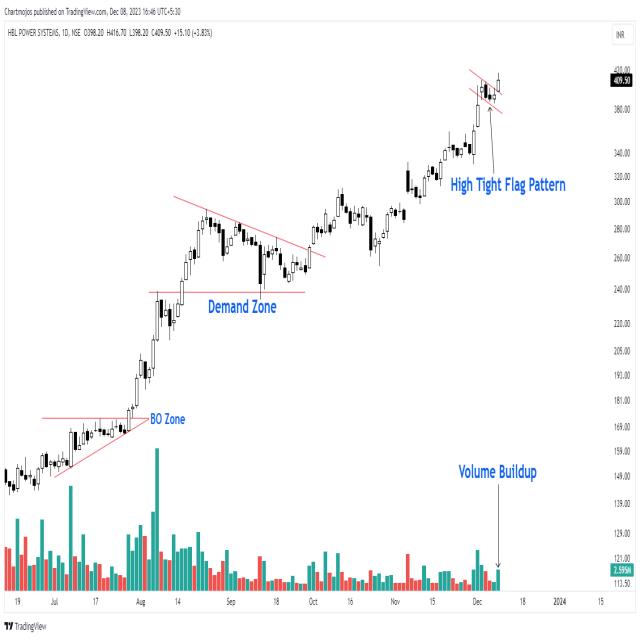 Chartmojos published on TradingView.com, Dec 08, 2023 16:46 UTC+5:30
HBL POWER SYSTEMS, 1D, NSE O398.20 H416.70 L398.20 C409.50 +15.10 (+3.83%)
INR
420.00
409.50
380.00
340.00
320.00
300.00
280.00
260.00
240.00
220.00
205.00
191.00
181.00
169.00
159.00
149.00
140.00
129.00
121.00
2.595M
113.50
High Tight Flag Pattern
Demand Zone
BO Zone
Volume Buildup
19 Jul 17 Aug 14 Sep 18 Oct 16 Nov 15 Dec 18 2024 15
TradingView